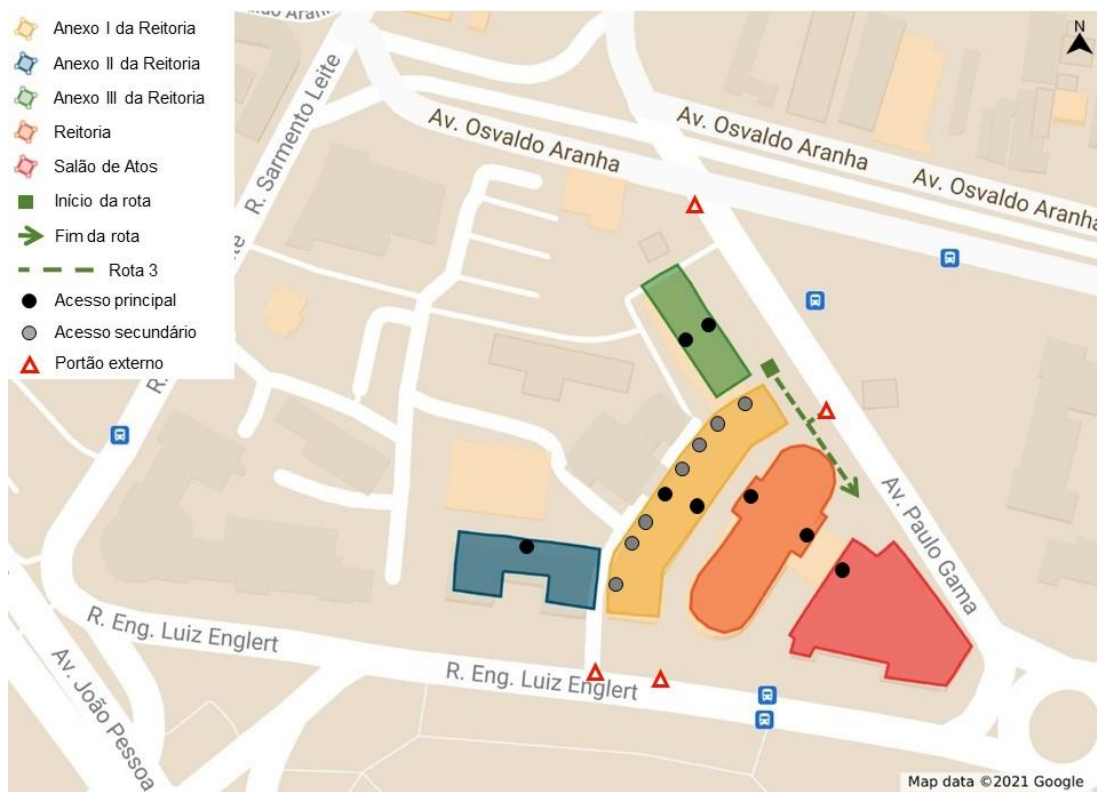 Anexo I da Reitoria
Anexo II da Reitoria
Anexo III da Reitoria
Reitoria
Salão de Atos
Início da rota
Fim da rota
Rota 3
Acesso principal
Acesso secundário
Portão externo
N
R. Sarmento Leite
Av. Osvaldo Aranha
Av. Osvaldo Aranha
Av. Osvaldo Aranha
Av. Paulo Gama
R. Eng. Luiz Englert
R. Eng. Luiz Englert
Av. João Pessoa
Map data ©2021 Google